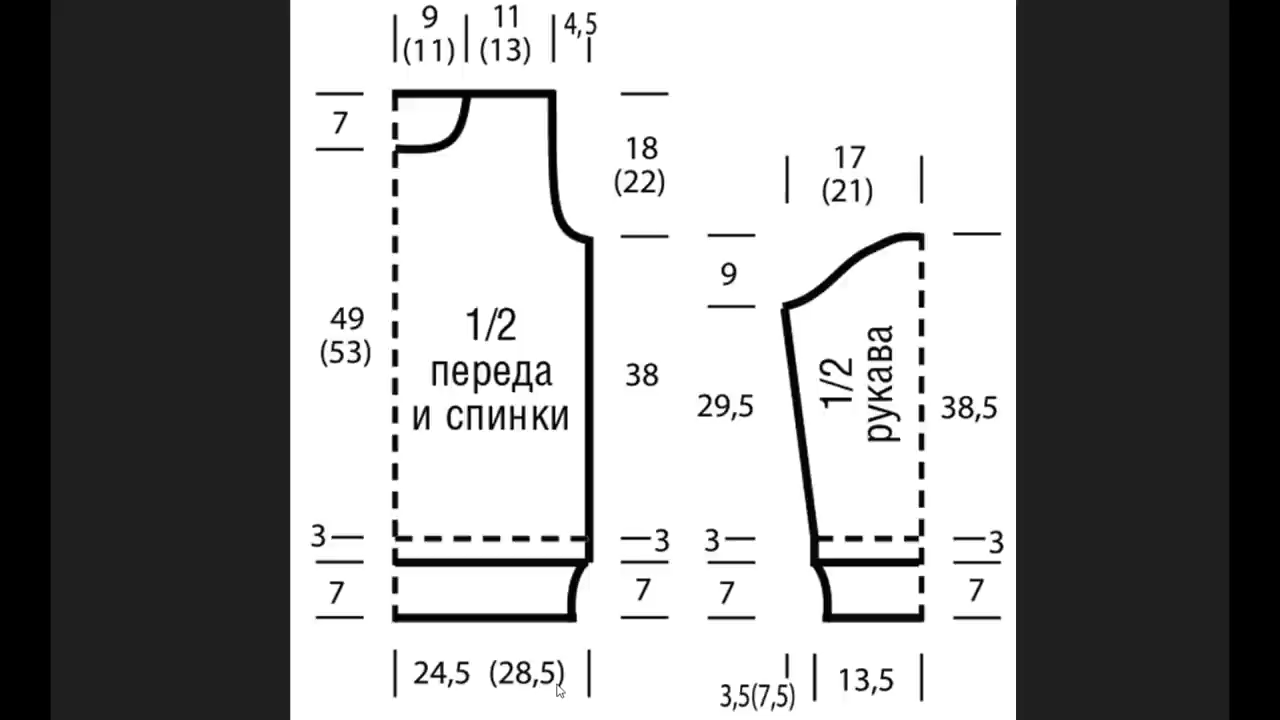 9 11 4,5
(11) (13)
7
18
(22)
17
(21)
9
49
(53)
1/2
переда
и спинки
38
29,5
1/2
рукава
38,5
3 3 3 3
7 7 7 7
24,5 (28,5)
3,5(7,5) 13,5